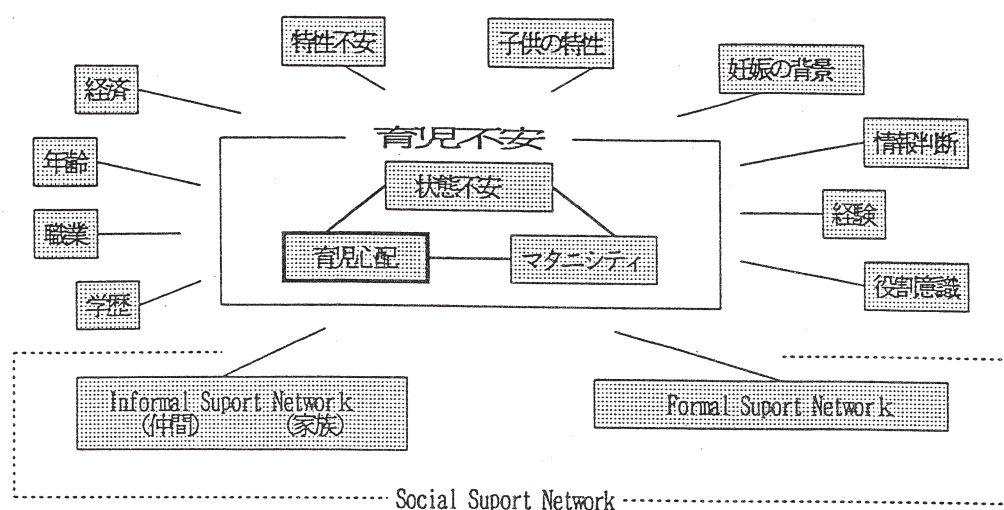 特性不安
子供の特性
妊娠の背景
経済
育児不安
情報判断
年齢
状態不安
経験
職業
育児心配
マタニシティ
役割意識
学歴
Informal Suport Network
(仲間) (家族)
Formal Suport Network
Social Suport Network